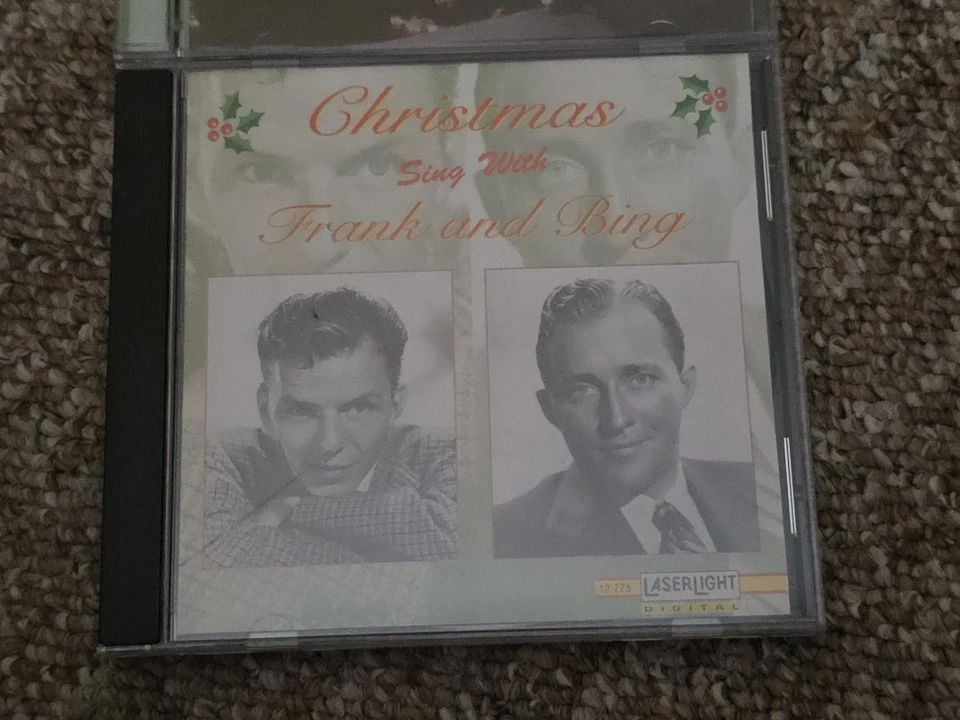 Christmas
Sing With
Frank and Bing
12 775
LASERLIGHT
DIGITAL